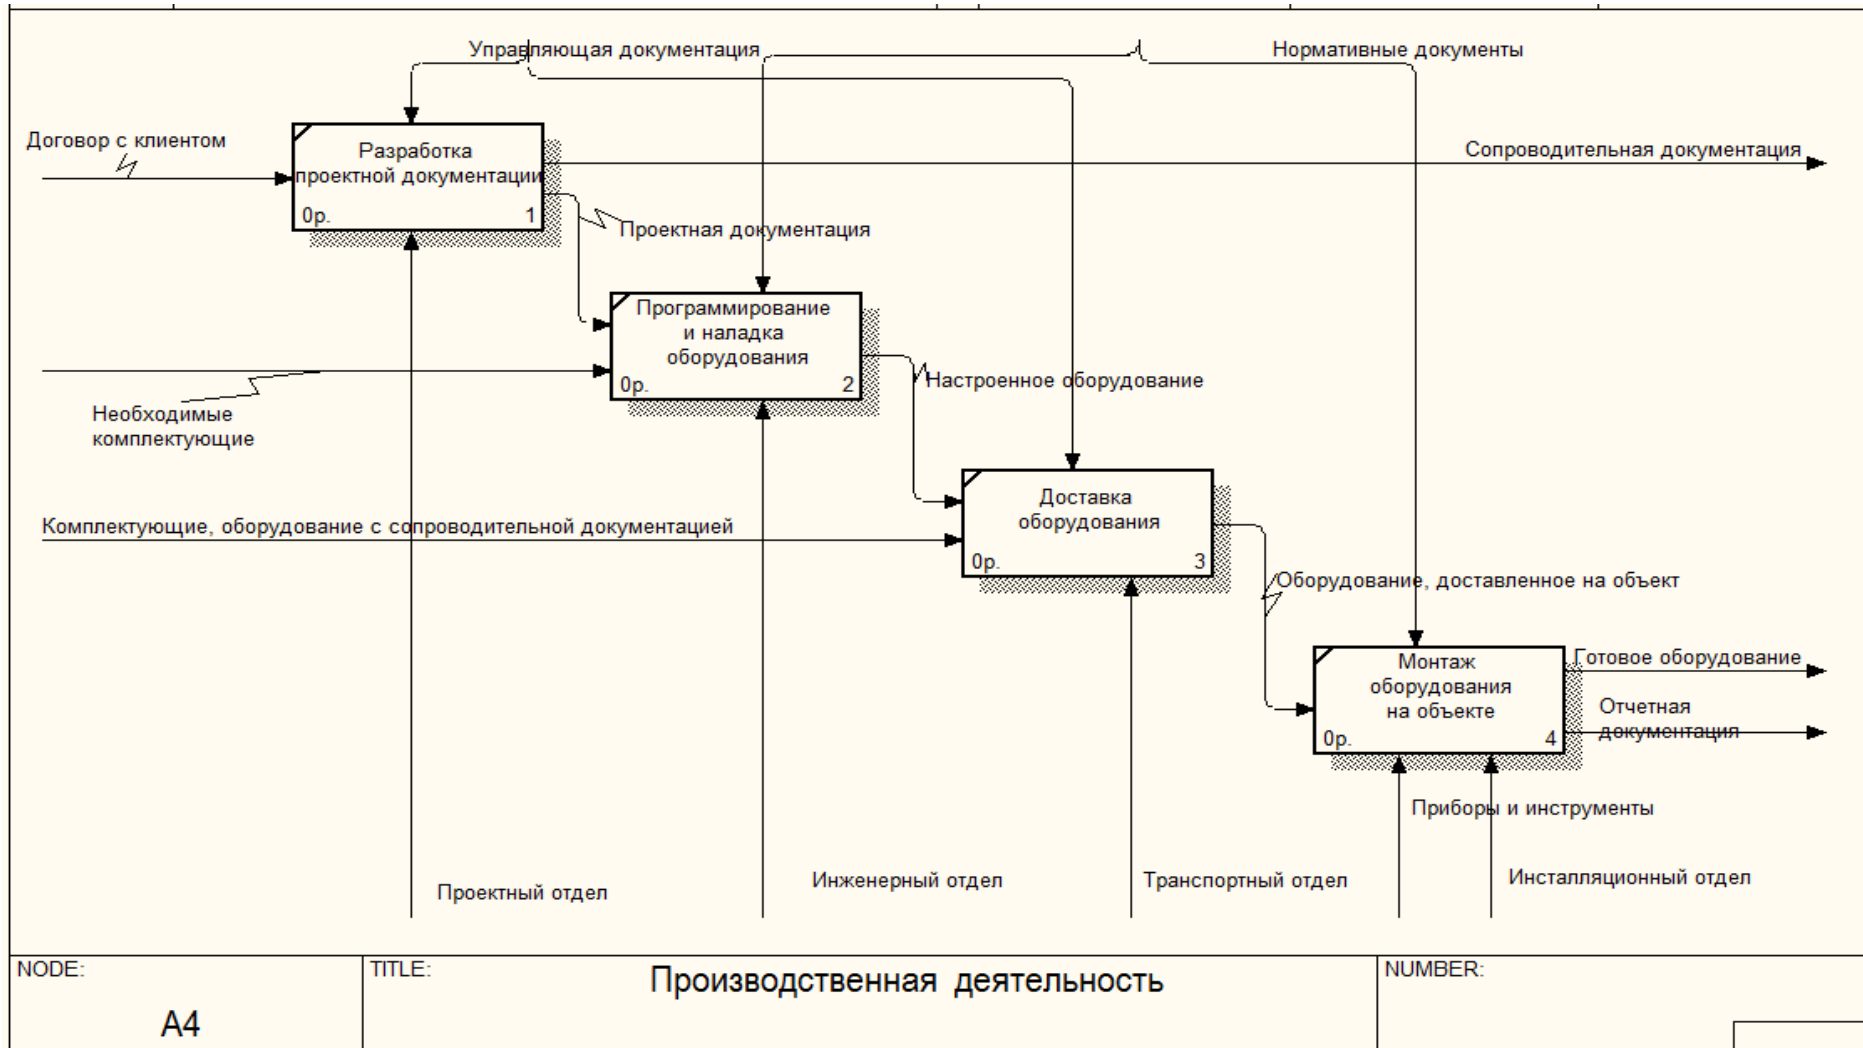 Управляющая документация
Нормативные документы
Договор с клиентом
Разработка
проектной документации
0р. 1
Сопроводительная документация
Проектная документация
Программирование
и наладка
оборудования
0р. 2
Необходимые
комплектующие
Настроенное оборудование
Комплектующие, оборудование с сопроводительной документацией
Доставка
оборудования
0р. 3
Оборудование, доставленное на объект
Монтаж
оборудования
на объекте
0р. 4
Готовое оборудование
Отчетная
документация
Приборы и инструменты
Проектный отдел
Инженерный отдел
Транспортный отдел
Инсталляционный отдел
NODE:
A4
TITLE:
Производственная деятельность
NUMBER: